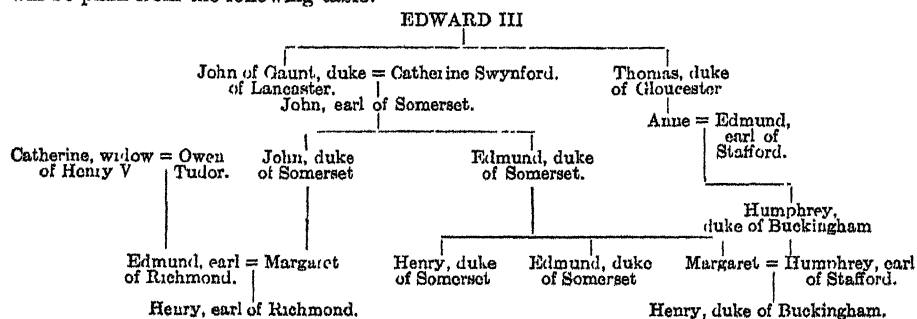 will be plain from the following table:
EDWARD III
John of Gaunt, duke = Catherine Swynford.
of Lancaster.
Thomas, duke
of Gloucester
John, earl of Somerset.
Anne = Edmund,
earl of
Stafford.
Catherine, widow = Owen
of Henry V Tudor.
John, duke
of Somerset
Edmund, duke
of Somerset.
Humphrey,
duke of Buckingham
Edmund, earl = Margaret
of Richmond.
Henry, duke
of Somerset
Edmund, duke
of Somerset
Margaret = Humphrey, earl
of Stafford.
Henry, earl of Richmond.
Henry, duke of Buckingham.